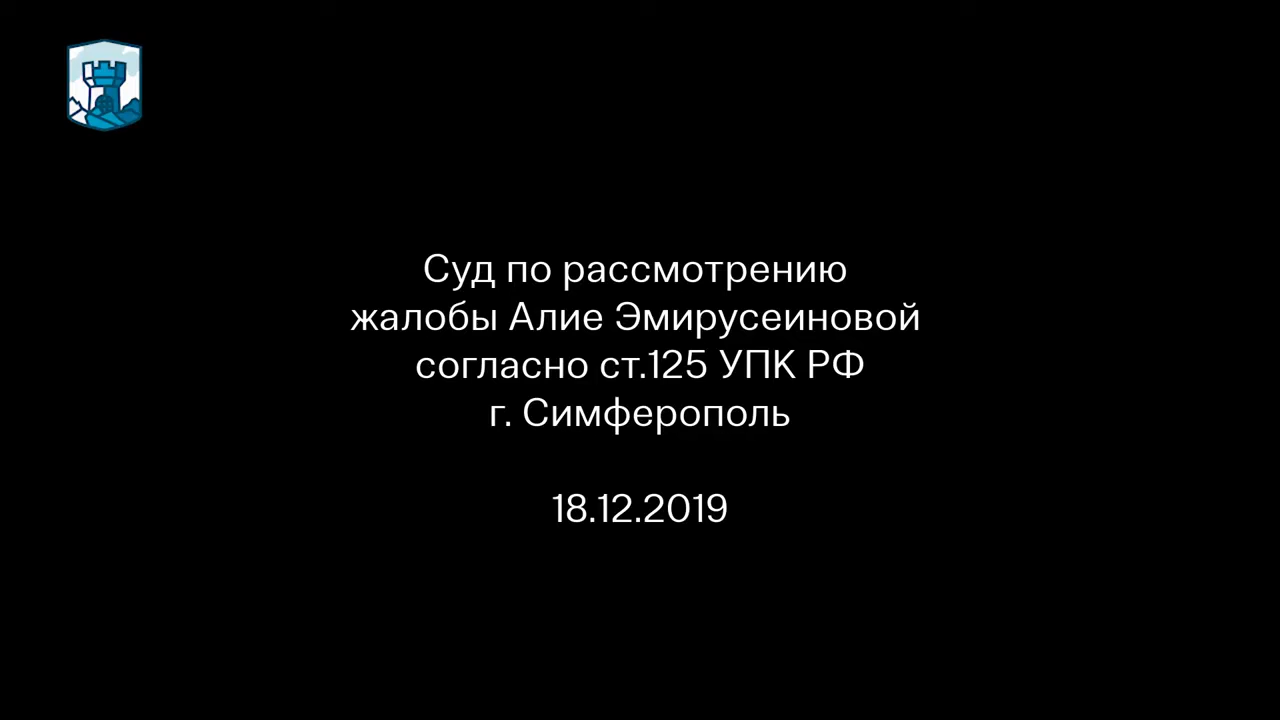 Суд по рассмотрению
жалобы Алие Эмирусеиновой
согласно ст.125 УПК РФ
г. Симферополь
18.12.2019